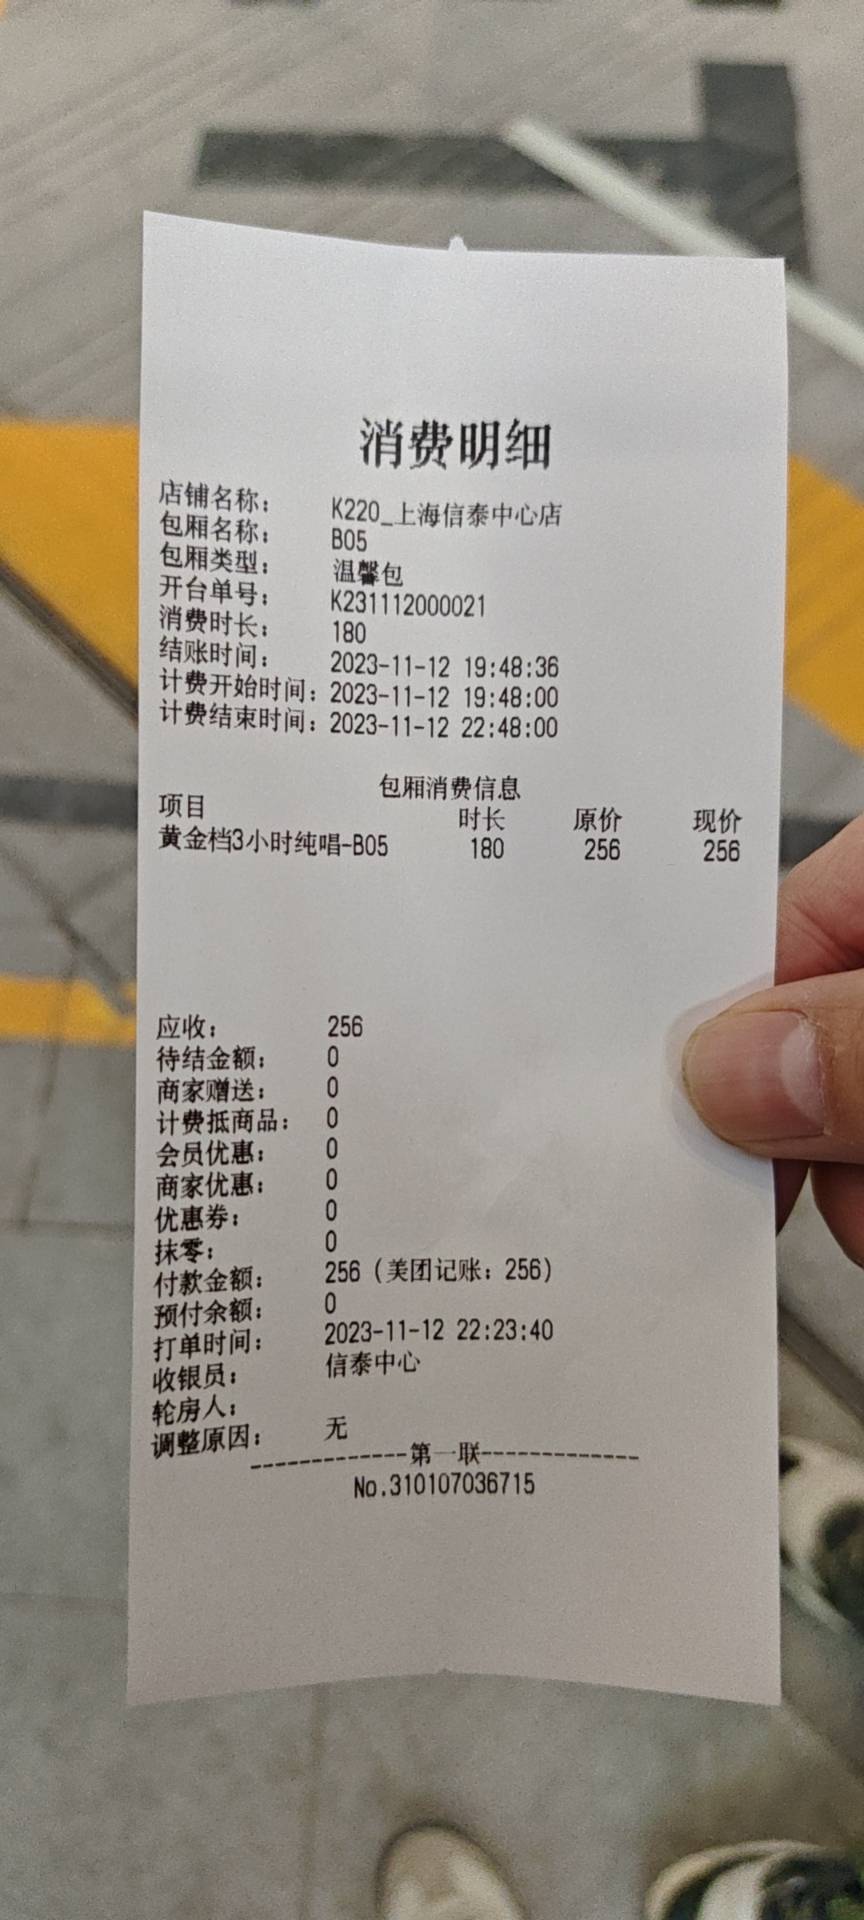 消费明细
店铺名称： K220_上海信泰中心店
包厢名称： B05
包厢类型： 温馨包
开台单号： K231112000021
消费时长： 180
结账时间： 2023-11-12 19:48:36
计费开始时间：2023-11-12 19:48:00
计费结束时间：2023-11-12 22:48:00
包厢消费信息
项目 时长 原价 现价
黄金档3小时纯唱-B05 180 256 256
应收： 256
待结金额： 0
商家赠送： 0
计费抵商品： 0
会员优惠： 0
商家优惠： 0
优惠券： 0
抹零： 0
付款金额： 256（美团记账：256）
预付余额： 0
打单时间： 2023-11-12 22:23:40
收银员： 信泰中心
轮房人：
调整原因： 无
-------------第一联-------------
No.310107036715